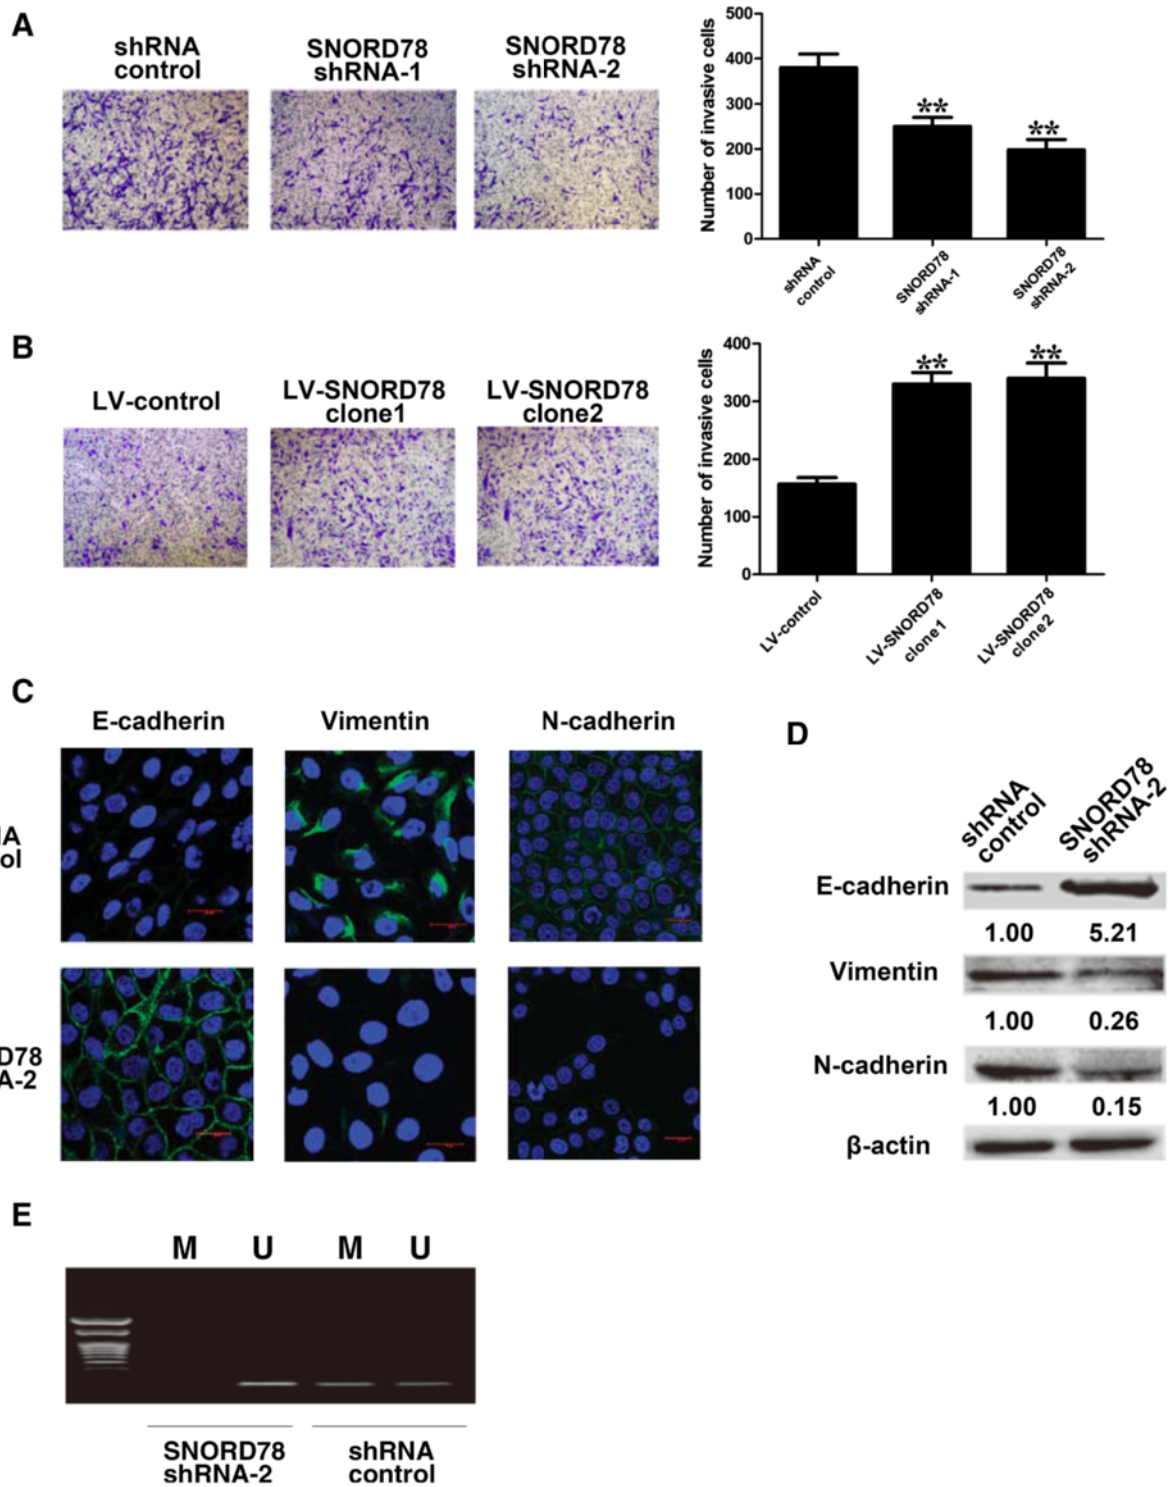 A
shRNA
control
SNORD78
shRNA-1
SNORD78
shRNA-2
Number of invasive cells
500
400
300
200
100
0
**
**
shRNA
control
SNORD78
shRNA-1
SNORD78
shRNA-2
B
LV-control
LV-SNORD78
clone1
LV-SNORD78
clone2
Number of invasive cells
400
300
200
100
0
**
**
LV-control
LV-SNORD78
clone1
LV-SNORD78
clone2
C
E-cadherin
Vimentin
N-cadherin
A
ol
D78
A-2
D
shRNA
control
SNORD78
shRNA-2
E-cadherin
1.00
5.21
Vimentin
1.00
0.26
N-cadherin
1.00
0.15
β-actin
E
M
U
M
U
SNORD78
shRNA-2
shRNA
control